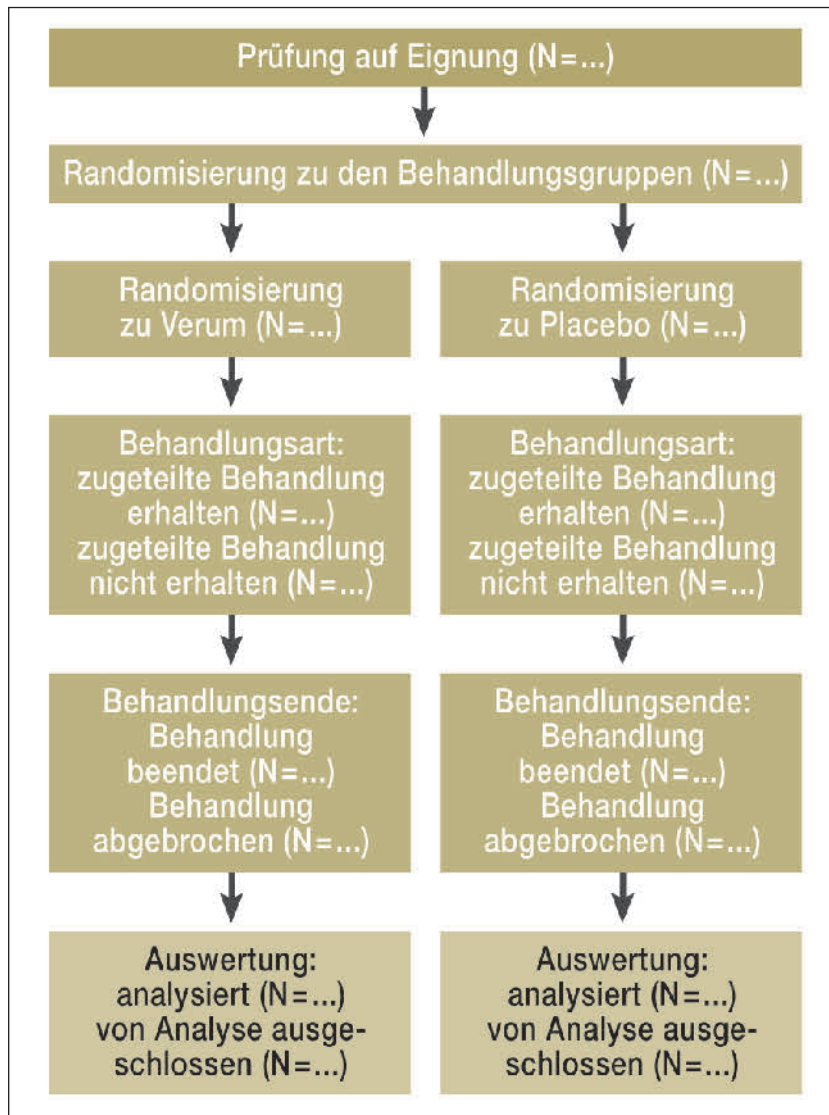 Prüfung auf Eignung (N=...)
Randomisierung zu den Behandlungsgruppen (N=...)
Randomisierung
zu Verum (N=...)
Randomisierung
zu Placebo (N=...)
Behandlungsart:
zugeteilte Behandlung
erhalten (N=...)
zugeteilte Behandlung
nicht erhalten (N=...)
Behandlungsart:
zugeteilte Behandlung
erhalten (N=...)
zugeteilte Behandlung
nicht erhalten (N=...)
Behandlungsende:
Behandlung
beendet (N=...)
Behandlung
abgebrochen (N=...)
Behandlungsende:
Behandlung
beendet (N=...)
Behandlung
abgebrochen (N=...)
Auswertung:
analysiert (N=...)
von Analyse ausge-
schlossen (N=...)
Auswertung:
analysiert (N=...)
von Analyse ausge-
schlossen (N=...)